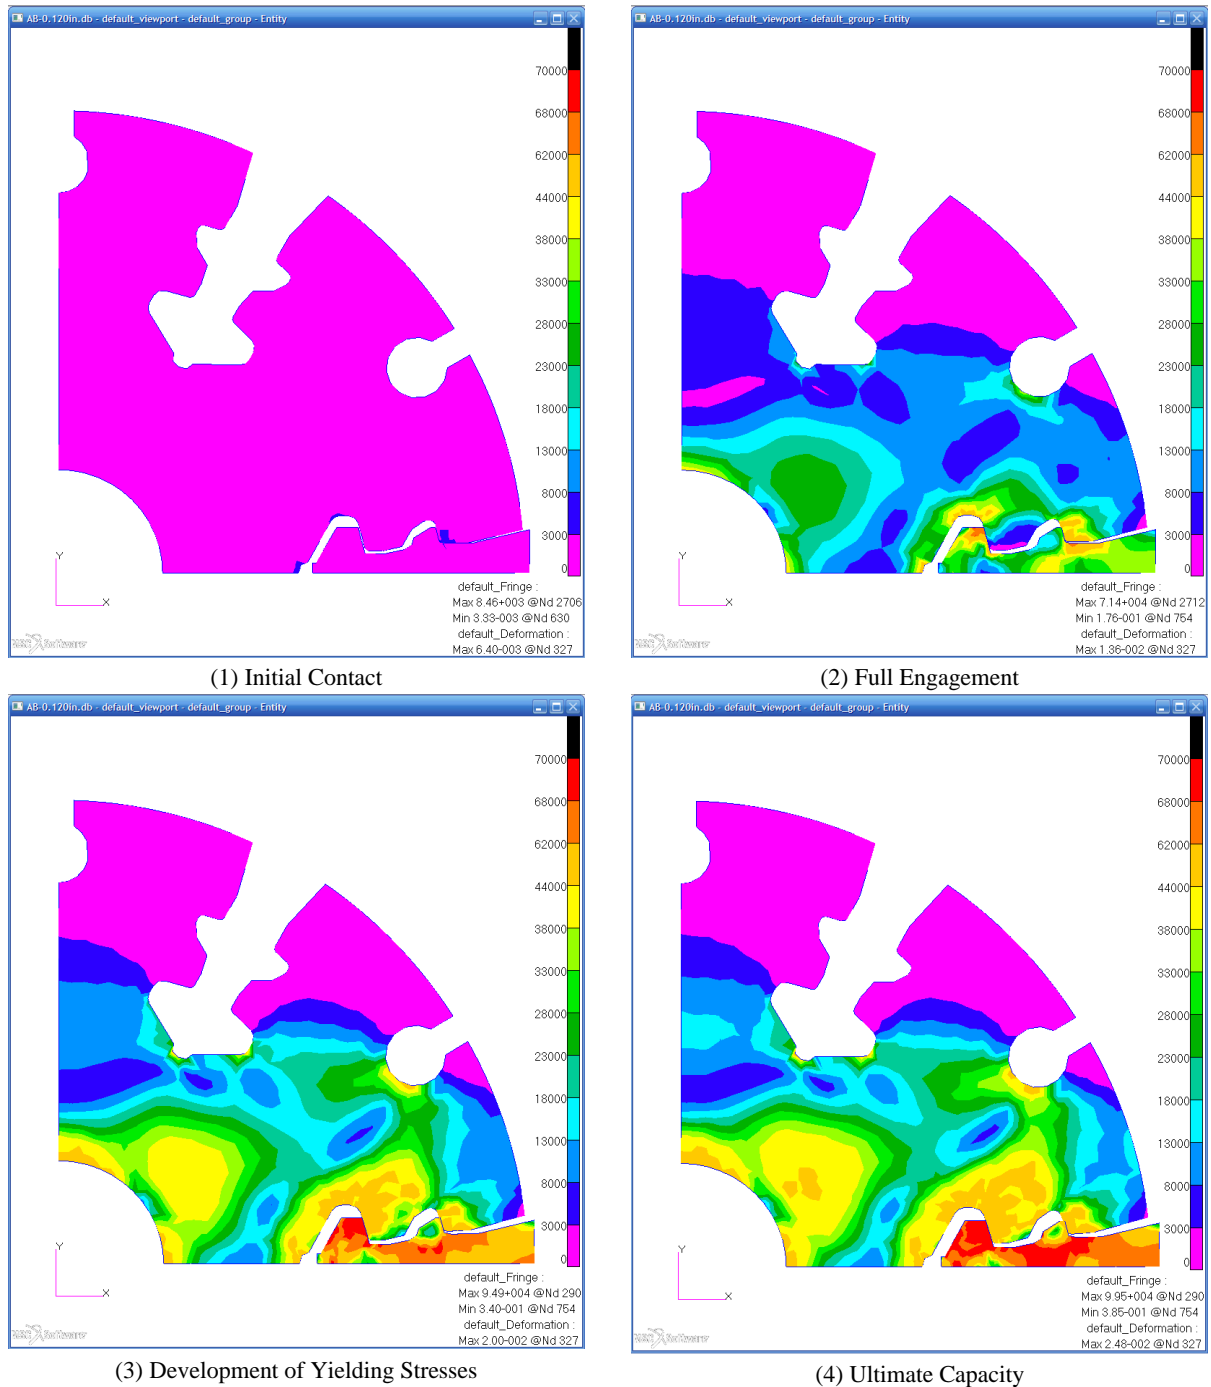 AB-0.120in.db - default_viewport - default_group - Entity
70000
68000
62000
44000
38000
33000
28000
23000
18000
13000
8000
3000
0
Y
X
default_Fringe :
Max 8.46+003 @Nd 2706
Min 3.33-003 @Nd 630
default_Deformation :
Max 6.40-003 @Nd 327
MSC Software
(1) Initial Contact
AB-0.120in.db - default_viewport - default_group - Entity
70000
68000
62000
44000
38000
33000
28000
23000
18000
13000
8000
3000
0
Y
X
default_Fringe :
Max 7.14+004 @Nd 2712
Min 1.76-001 @Nd 754
default_Deformation :
Max 1.36-002 @Nd 327
MSC Software
(2) Full Engagement
AB-0.120in.db - default_viewport - default_group - Entity
70000
68000
62000
44000
38000
33000
28000
23000
18000
13000
8000
3000
0
Y
X
default_Fringe :
Max 9.49+004 @Nd 290
Min 3.40-001 @Nd 754
default_Deformation :
Max 2.00-002 @Nd 327
MSC Software
(3) Development of Yielding Stresses
AB-0.120in.db - default_viewport - default_group - Entity
70000
68000
62000
44000
38000
33000
28000
23000
18000
13000
8000
3000
0
Y
X
default_Fringe :
Max 9.95+004 @Nd 290
Min 3.85-001 @Nd 754
default_Deformation :
Max 2.48-002 @Nd 327
MSC Software
(4) Ultimate Capacity